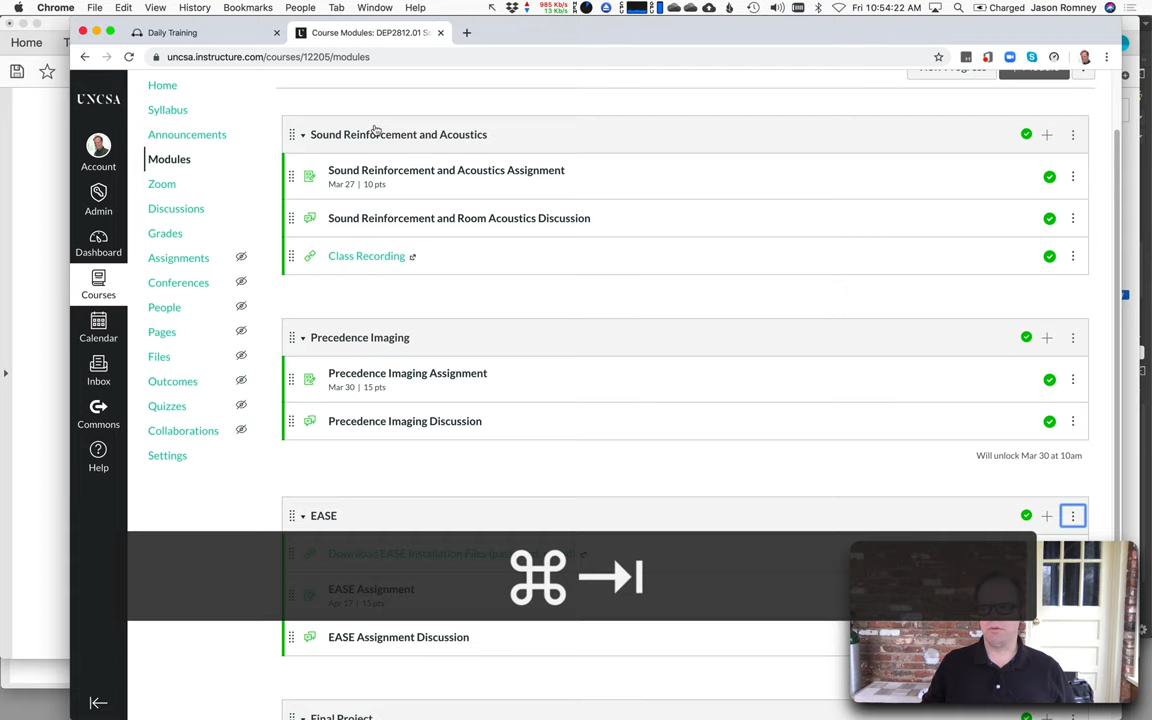 Chrome File Edit View History Bookmarks People Tab Window Help 985 Kb/s 13 Kb/s Fri 10:54:22 AM Charged Jason Romney
Daily Training
Course Modules: DEP2812.01 S
uncsa.instructure.com/courses/12205/modules
Home
UNCSA
Account
Admin
Dashboard
Courses
Calendar
Inbox
Commons
Help
Home
Syllabus
Announcements
Modules
Zoom
Discussions
Grades
Assignments
Conferences
People
Pages
Files
Outcomes
Quizzes
Collaborations
Settings
Sound Reinforcement and Acoustics
Sound Reinforcement and Acoustics Assignment
Mar 27 | 10 pts
Sound Reinforcement and Room Acoustics Discussion
Class Recording
Precedence Imaging
Precedence Imaging Assignment
Mar 30 | 15 pts
Precedence Imaging Discussion
Will unlock Mar 30 at 10am
EASE
Download EASE Installation Files
EASE Assignment
Apr 17 | 15 pts
EASE Assignment Discussion
Final Project
⌘⇥